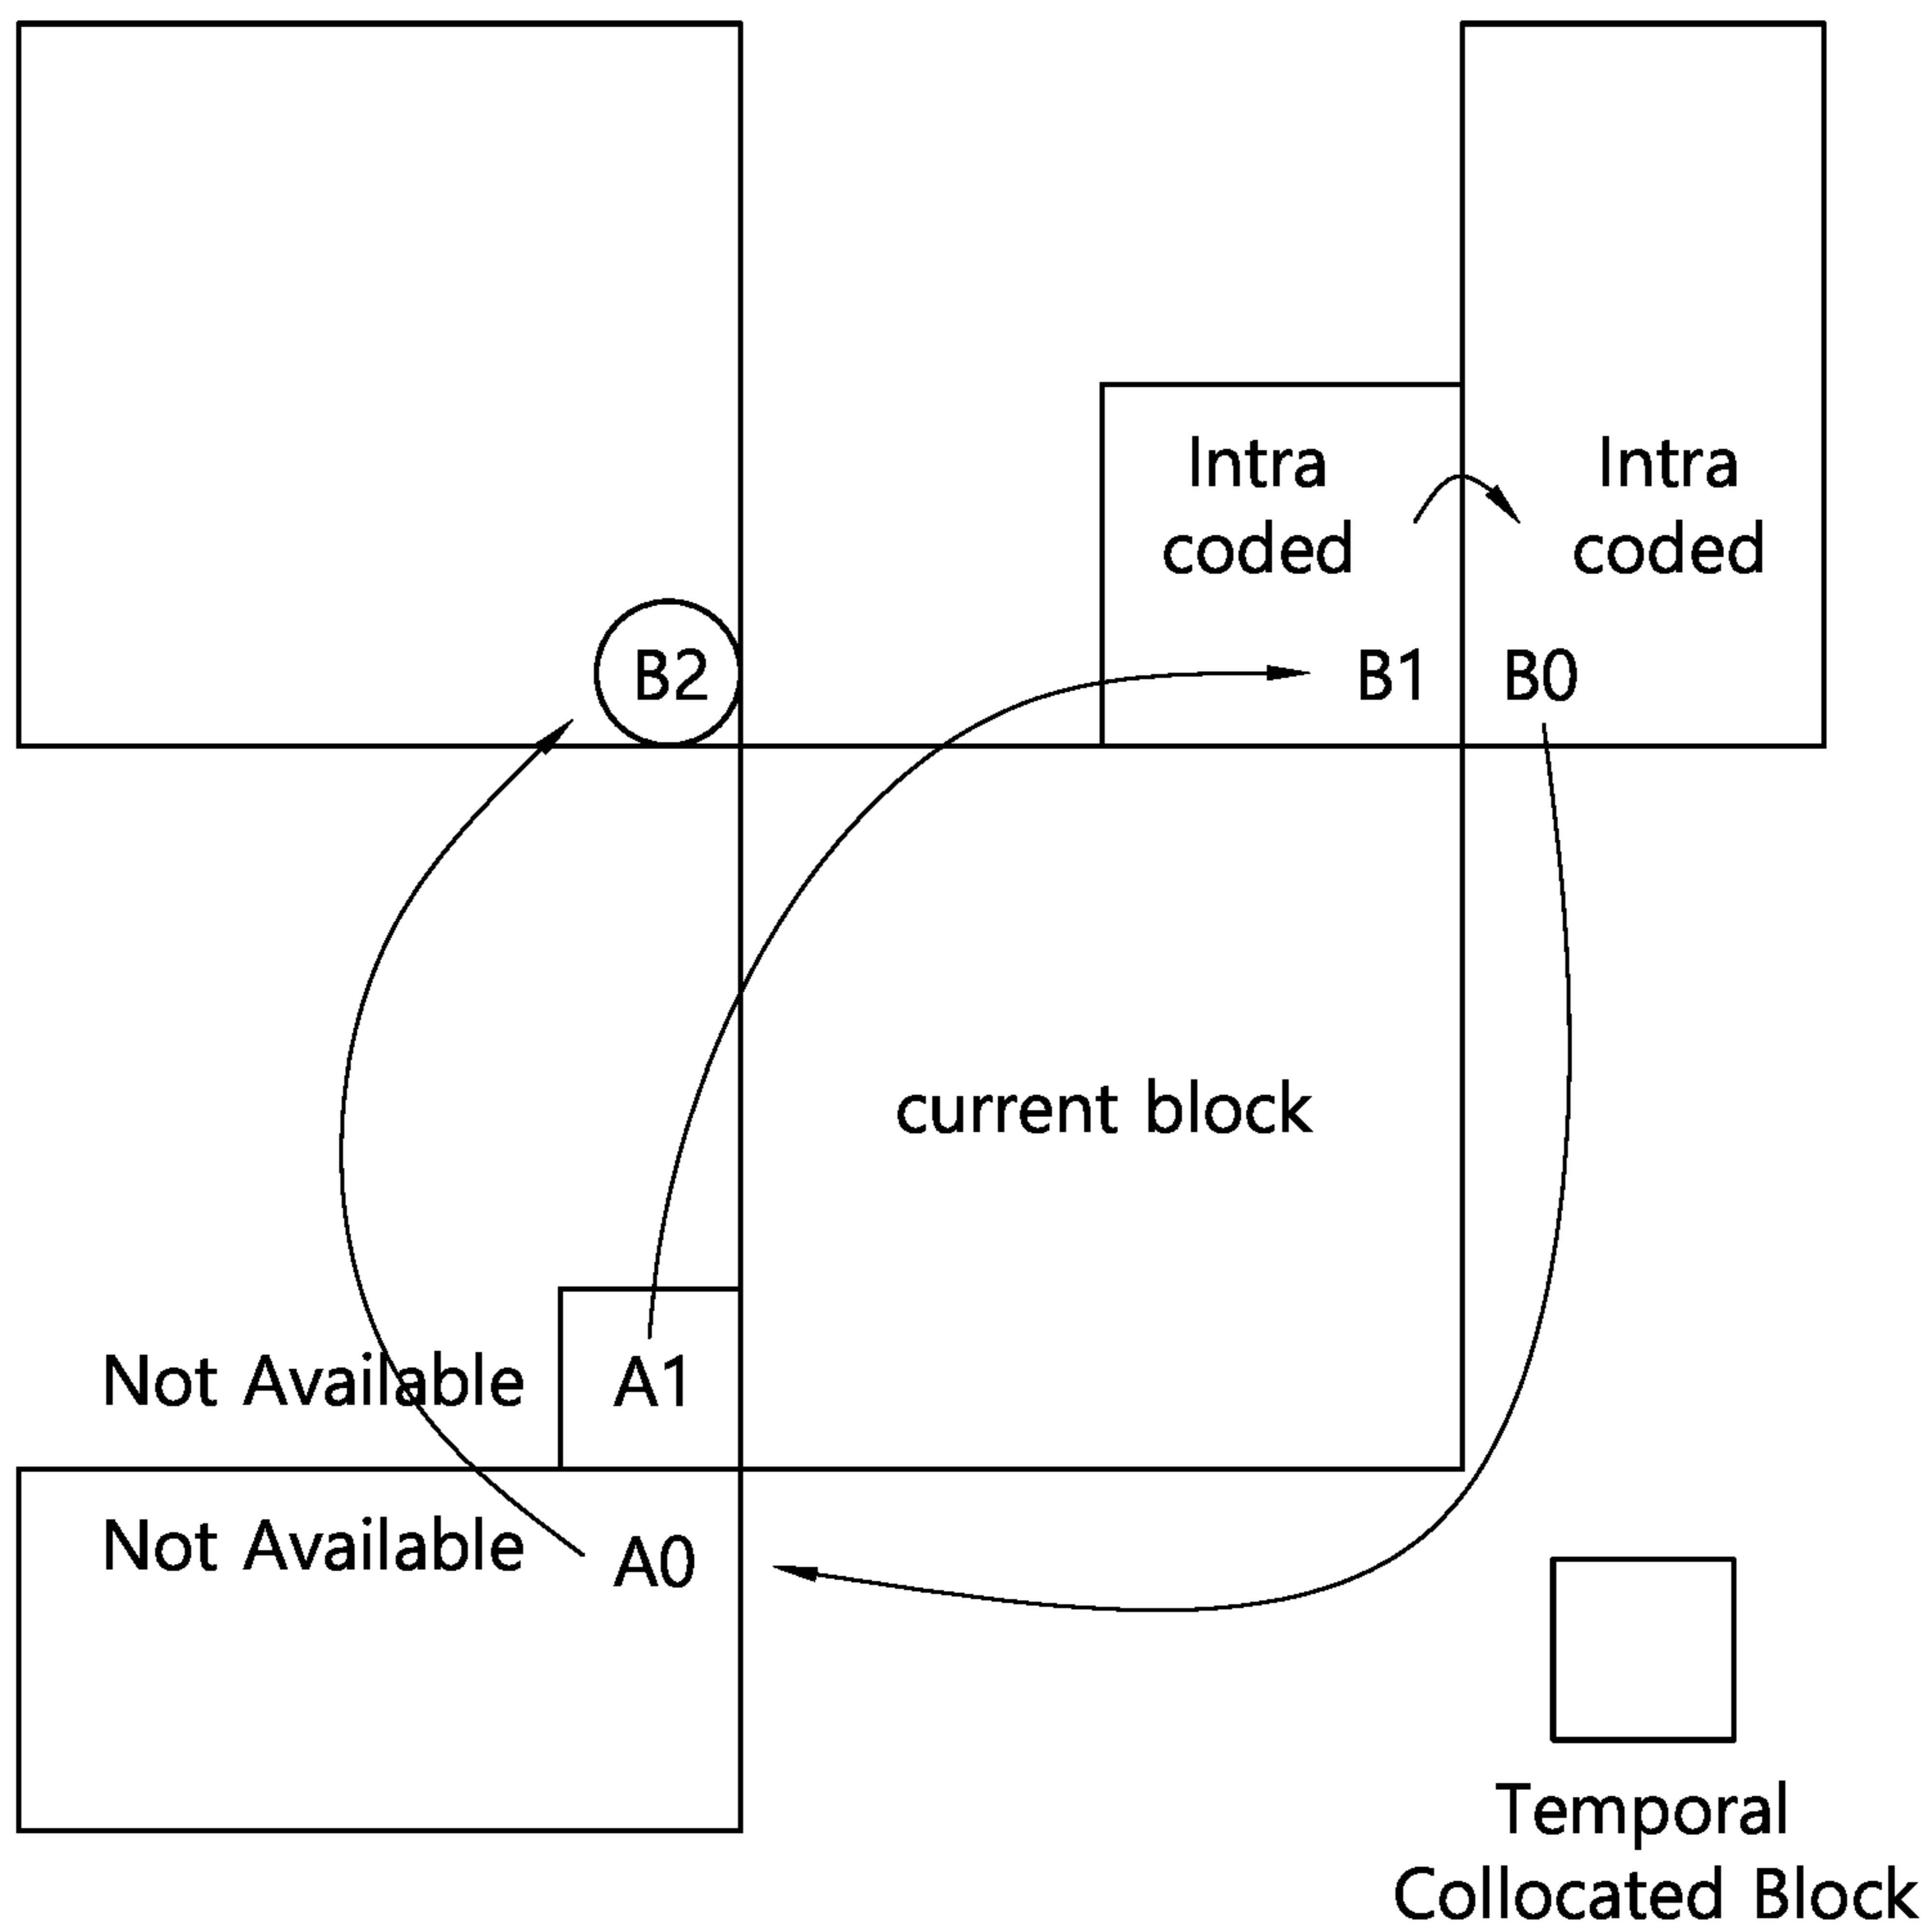 Intra
coded
Intra
coded
B2
B1
B0
current block
Not Available
A1
Not Available
A0
Temporal
Collocated Block